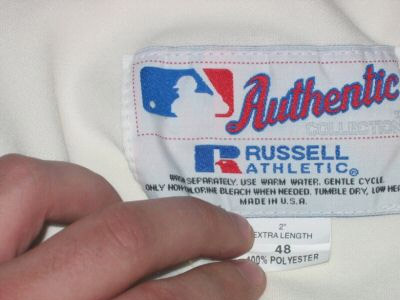 Authentic
COLLECTION
RUSSELL
ATHLETIC®
WASH SEPARATELY. USE WARM WATER. GENTLE CYCLE.
ONLY NON-CHLORINE BLEACH WHEN NEEDED. TUMBLE DRY, LOW HEAT
MADE IN U.S.A.
2"
EXTRA LENGTH
48
100% POLYESTER